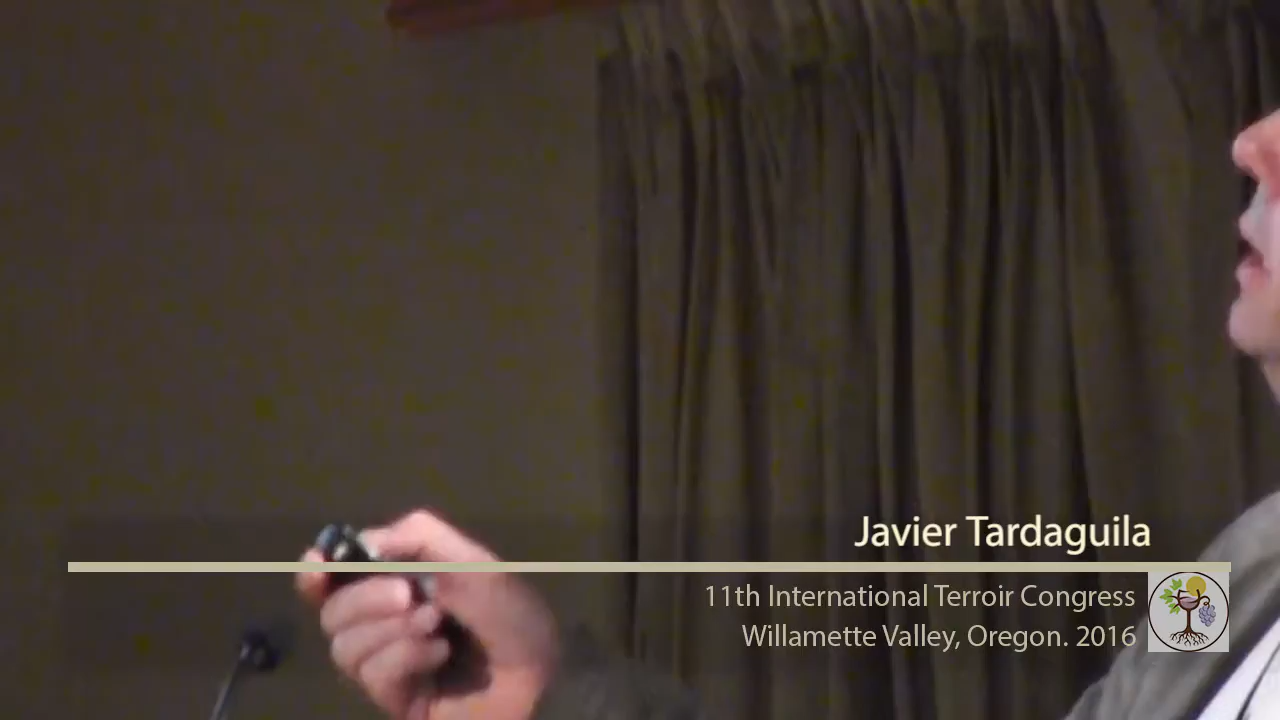 Javier Tardaguila
11th International Terroir Congress
Willamette Valley, Oregon. 2016